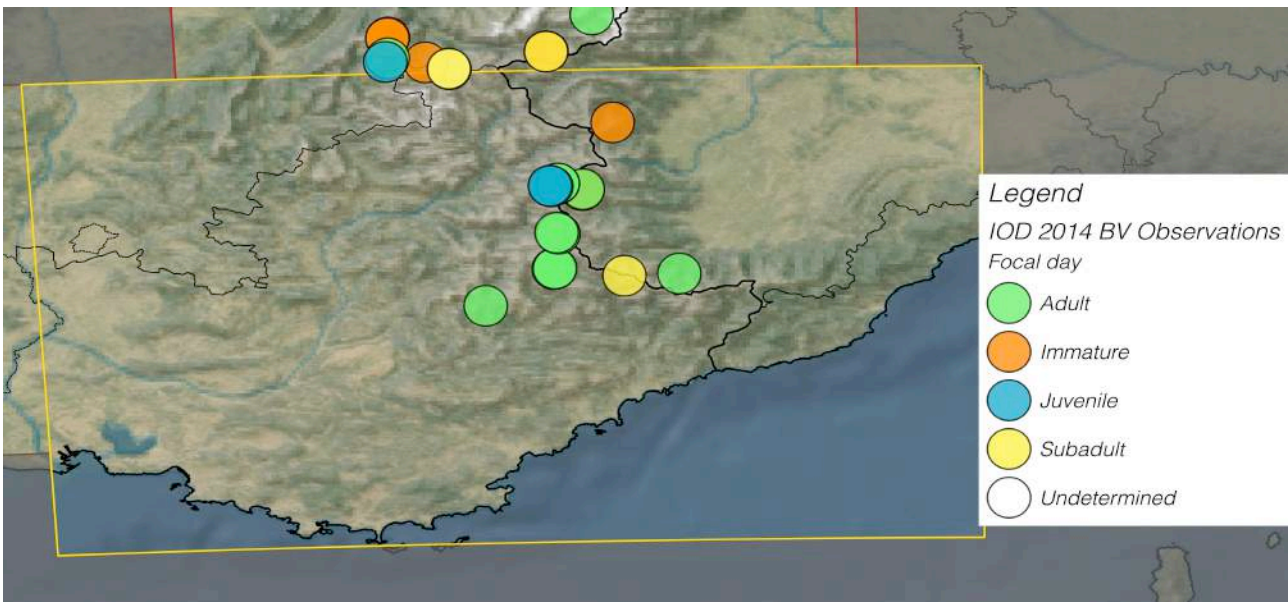 Legend
IOD 2014 BV Observations
Focal day
Adult
Immature
Juvenile
Subadult
Undetermined